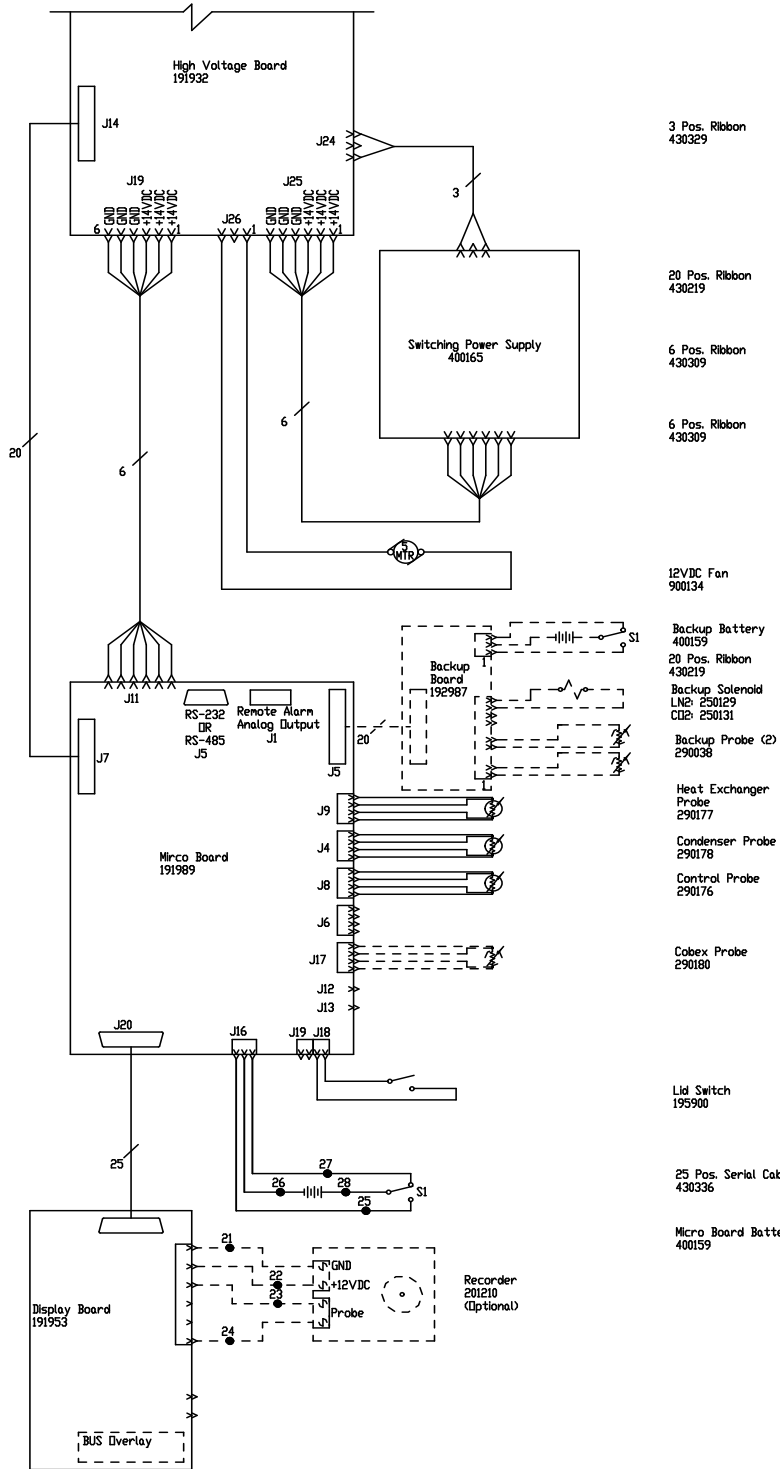 High Voltage Board
191932
J14
J24
3 Pos. Ribbon
430329
3
J19
GND
GND
GND
+14VDC
+14VDC
+14VDC
6
1
J26
1
J25
GND
GND
GND
+14VDC
+14VDC
+14VDC
1
20 Pos. Ribbon
430219
Switching Power Supply
400165
6 Pos. Ribbon
430309
6
6 Pos. Ribbon
430309
20
6
5
MTR
12VDC Fan
900134
Backup Battery
400159
S1
Backup
Board
192987
1
20 Pos. Ribbon
430219
Backup Solenoid
LN2: 250129
CO2: 250131
J11
RS-232
OR
RS-485
J5
Remote Alarm
Analog Output
J1
20
Backup Probe (2)
290038
J7
J5
1
Heat Exchanger
Probe
290177
J9
Mirco Board
191989
J4
Condenser Probe
290178
J8
Control Probe
290176
J6
J17
Cobex Probe
290180
J12
J13
J20
J16
J19
J18
Lid Switch
195900
25
27
26
28
25
S1
25 Pos. Serial Cab
430336
Micro Board Batte
400159
21
22
23
24
GND
+12VDC
Probe
Recorder
201210
(Optional)
Display Board
191953
BUS Overlay